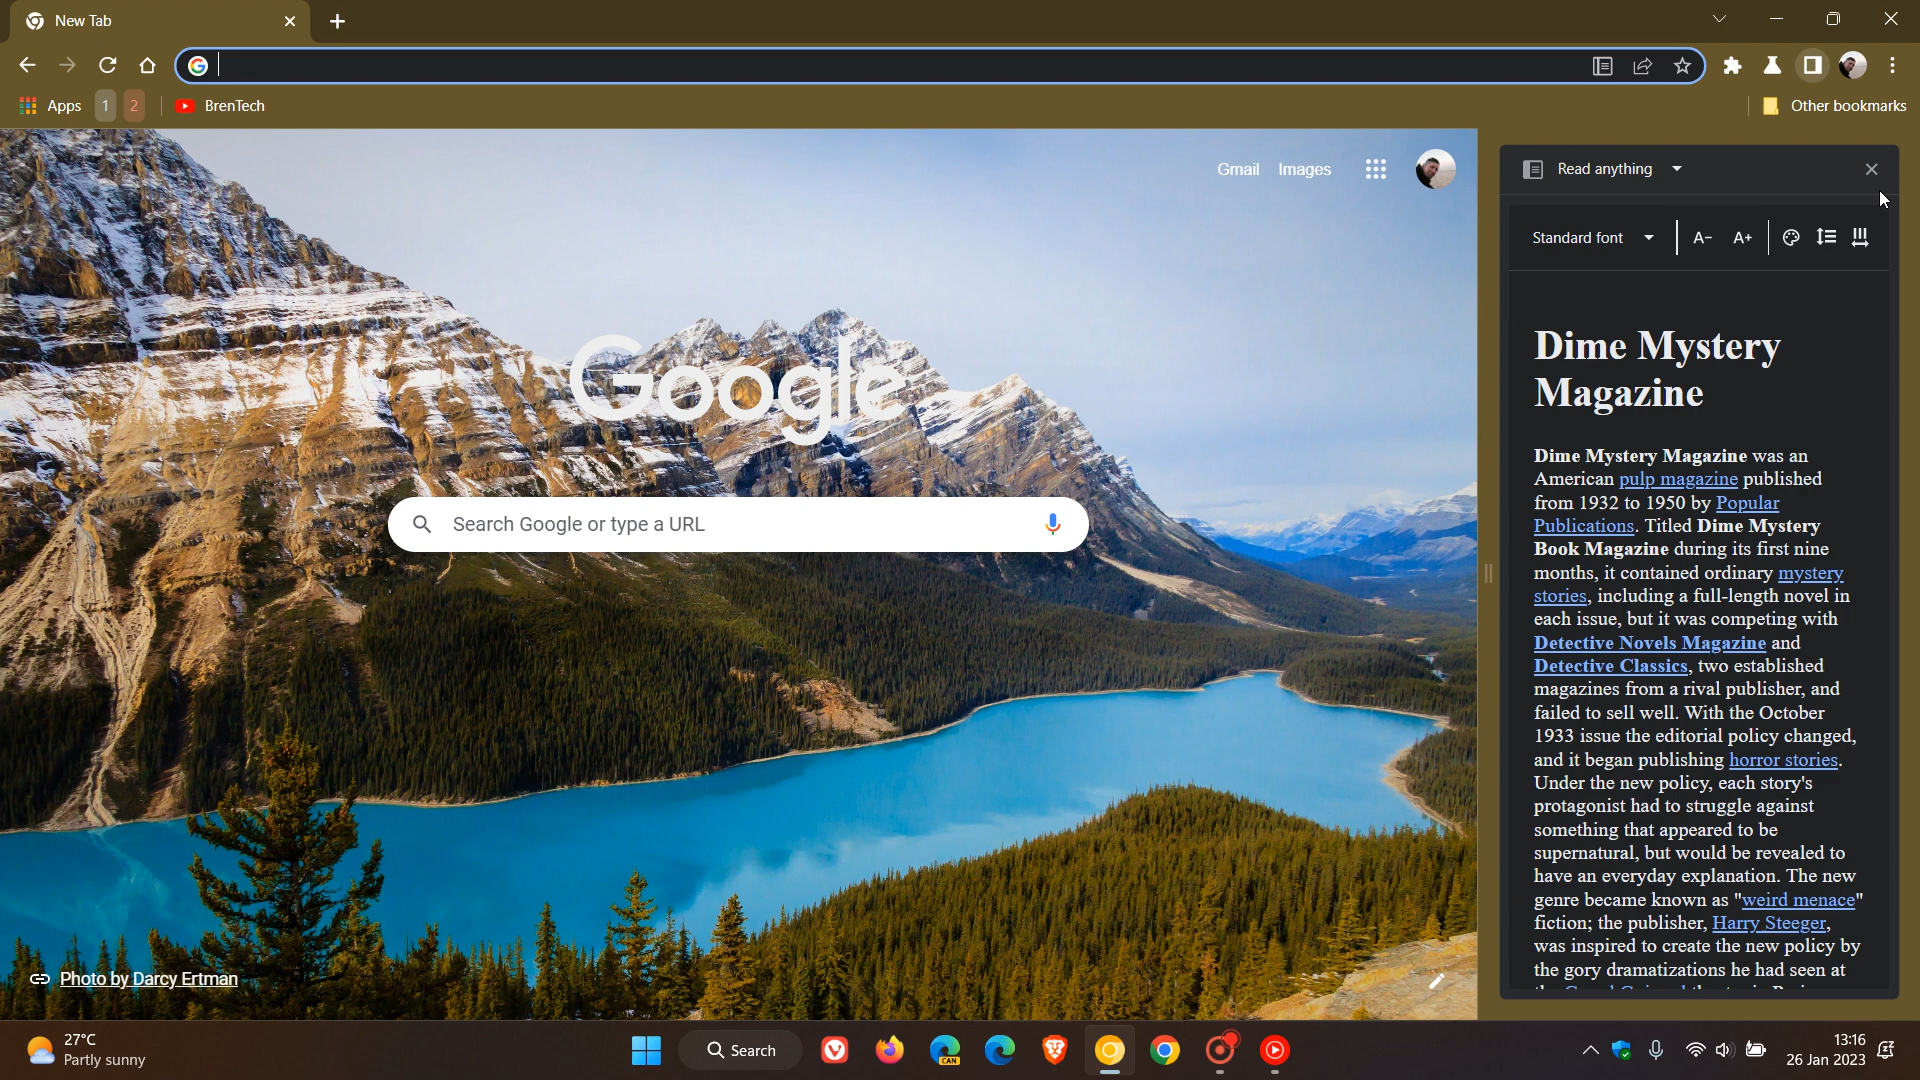 New Tab
Apps
1
2
BrenTech
Other bookmarks
Gmail
Images
Google
Search Google or type a URL
Photo by Darcy Ertman
Read anything
Standard font
A-
A+
Dime Mystery
Magazine
Dime Mystery Magazine was an
American pulp magazine published
from 1932 to 1950 by Popular
Publications. Titled Dime Mystery
Book Magazine during its first nine
months, it contained ordinary mystery
stories, including a full-length novel in
each issue, but it was competing with
Detective Novels Magazine and
Detective Classics, two established
magazines from a rival publisher, and
failed to sell well. With the October
1933 issue the editorial policy changed,
and it began publishing horror stories.
Under the new policy, each story's
protagonist had to struggle against
something that appeared to be
supernatural, but would be revealed to
have an everyday explanation. The new
genre became known as "weird menace"
fiction; the publisher, Harry Steeger,
was inspired to create the new policy by
the gory dramatizations he had seen at
27°C
Partly sunny
Search
CAN
13:16
26 Jan 2023